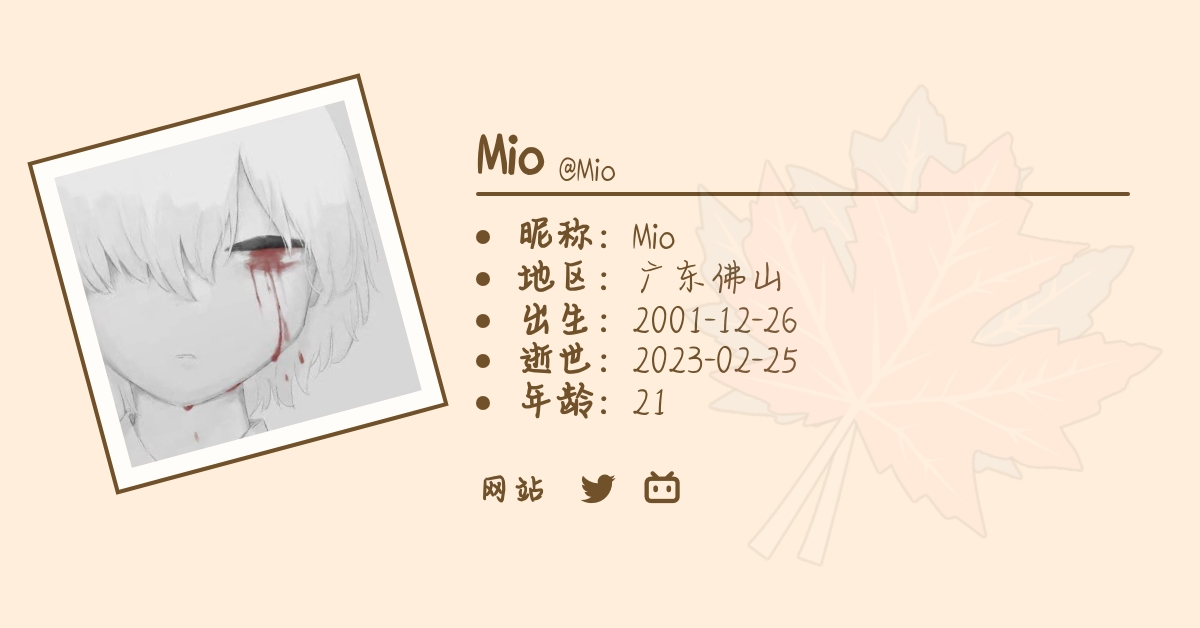 Mio @Mio
昵称： Mio
地区： 广东佛山
出生： 2001-12-26
逝世： 2023-02-25
年龄： 21
网站